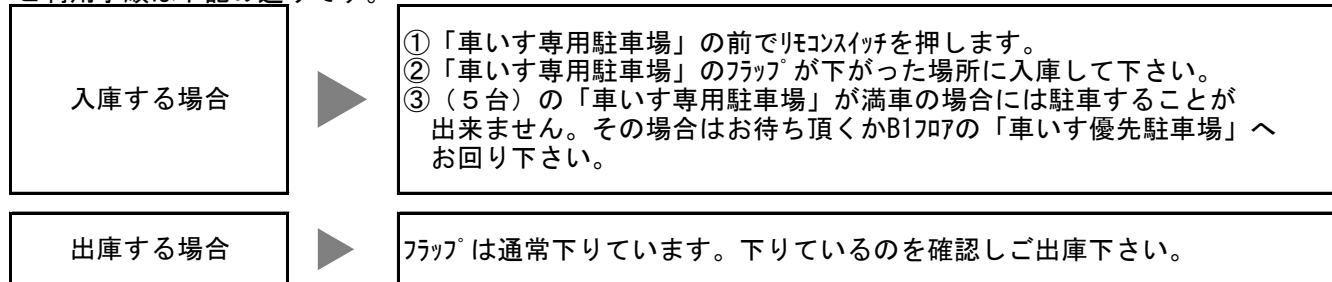 ご利用手順は下記の通りです。
入庫する場合
①「車いす専用駐車場」の前でﾘﾓｺﾝｽｲｯﾁを押します。
②「車いす専用駐車場」のﾌﾗｯﾌﾟが下がった場所に入庫して下さい。
③（５台）の「車いす専用駐車場」が満車の場合には駐車することが
出来ません。その場合はお待ち頂くかB1ﾌﾛｱの「車いす優先駐車場」へ
お回り下さい。
出庫する場合
ﾌﾗｯﾌﾟは通常下りています。下りているのを確認しご出庫下さい。